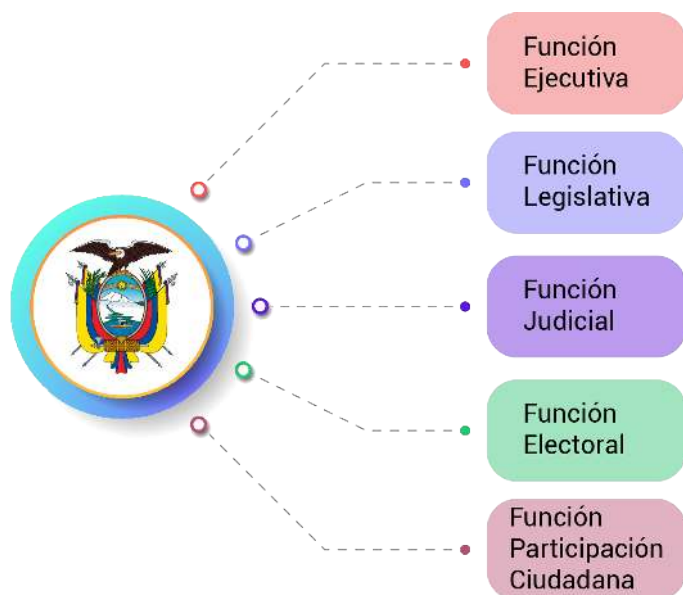 Función
Ejecutiva
Función
Legislativa
Función
Judicial
Función
Electoral
Función
Participación
Ciudadana